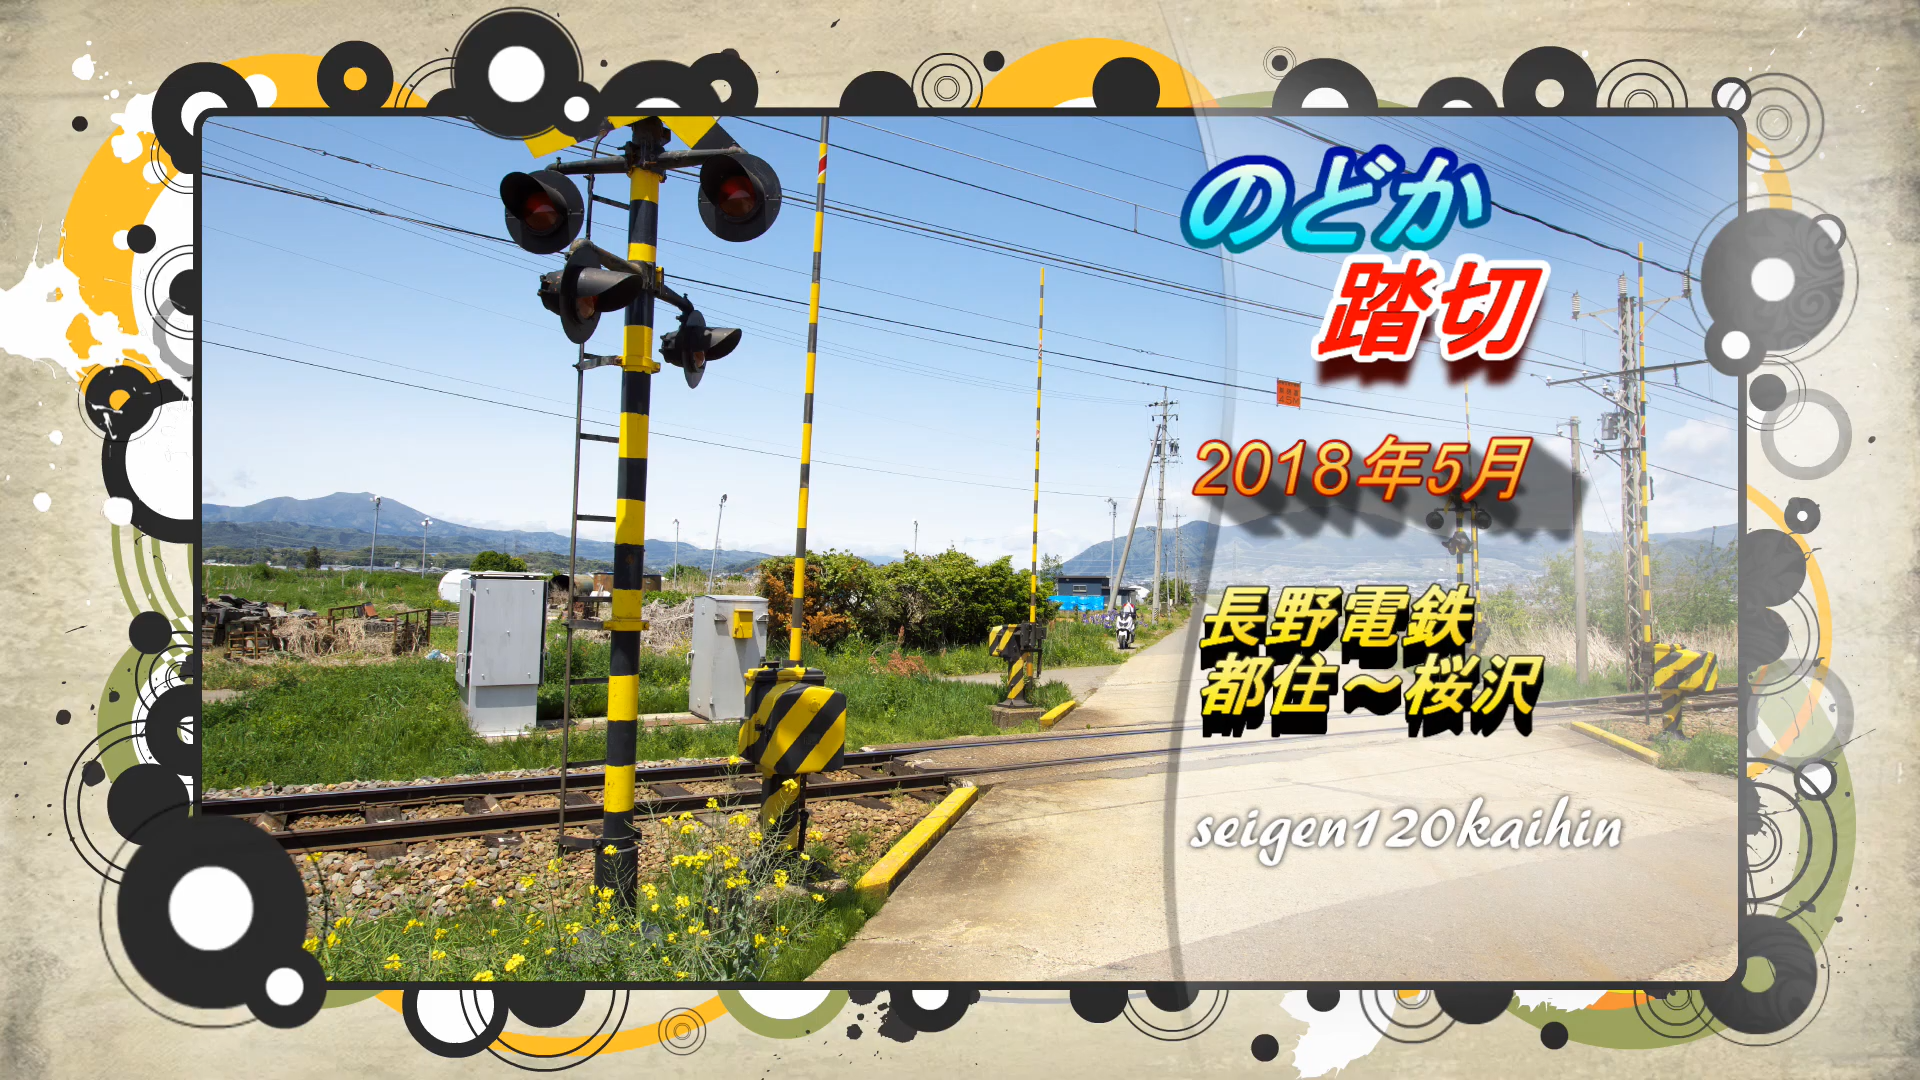 のどか
踏切
2018年5月
長野電鉄
都住～桜沢
seigen120kaihin